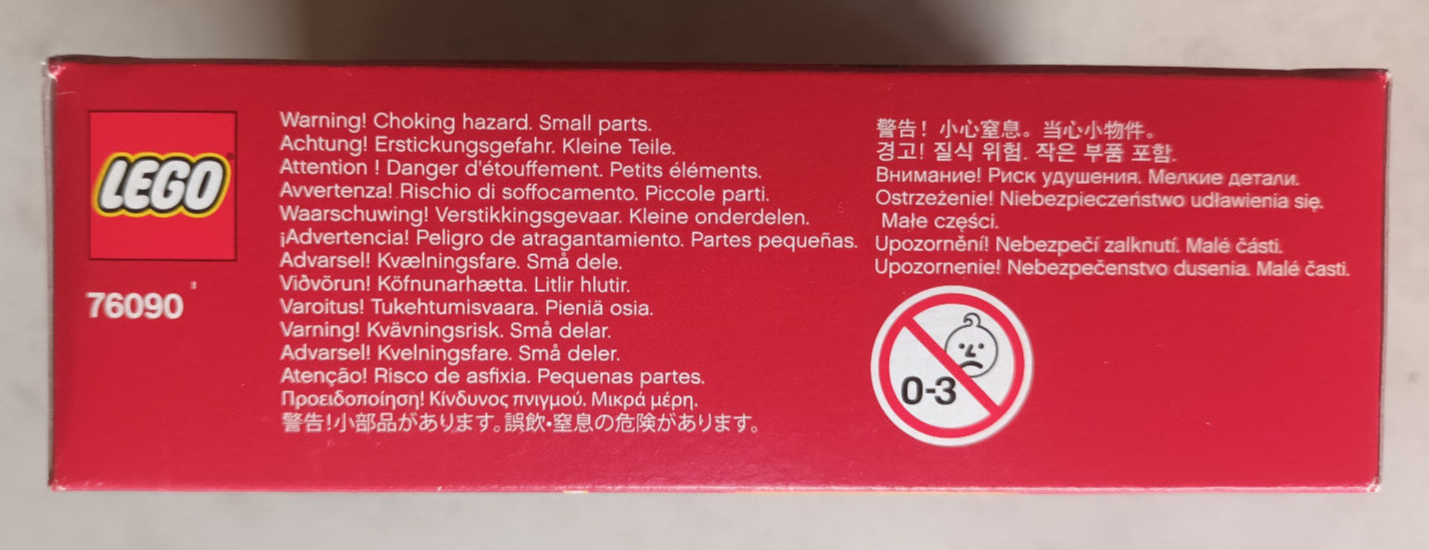 LEGO
76090
Warning! Choking hazard. Small parts.
Achtung! Erstickungsgefahr. Kleine Teile.
Attention ! Danger d'étouffement. Petits éléments.
Avvertenza! Rischio di soffocamento. Piccole parti.
Waarschuwing! Verstikkingsgevaar. Kleine onderdelen.
¡Advertencia! Peligro de atragantamiento. Partes pequeñas.
Advarsel! Kvælningsfare. Små dele.
Viðvörun! Köfnunarhætta. Litlir hlutir.
Varoitus! Tukehtumisvaara. Pieniä osia.
Varning! Kvävningsrisk. Små delar.
Advarsel! Kvelningsfare. Små deler.
Atenção! Risco de asfixia. Pequenas partes.
Προειδοποίηση! Κίνδυνος πνιγμού. Μικρά μέρη.
警告!小部品があります。誤飲・窒息の危険があります。
警告! 小心窒息。当心小物件。
경고! 질식 위험. 작은 부품 포함.
Внимание! Риск удушения. Мелкие детали.
Ostrzeżenie! Niebezpieczeństwo udławienia się.
Małe części.
Upozornění! Nebezpečí zalknutí. Malé části.
Upozornenie! Nebezpečenstvo dusenia. Malé časti.
0-3